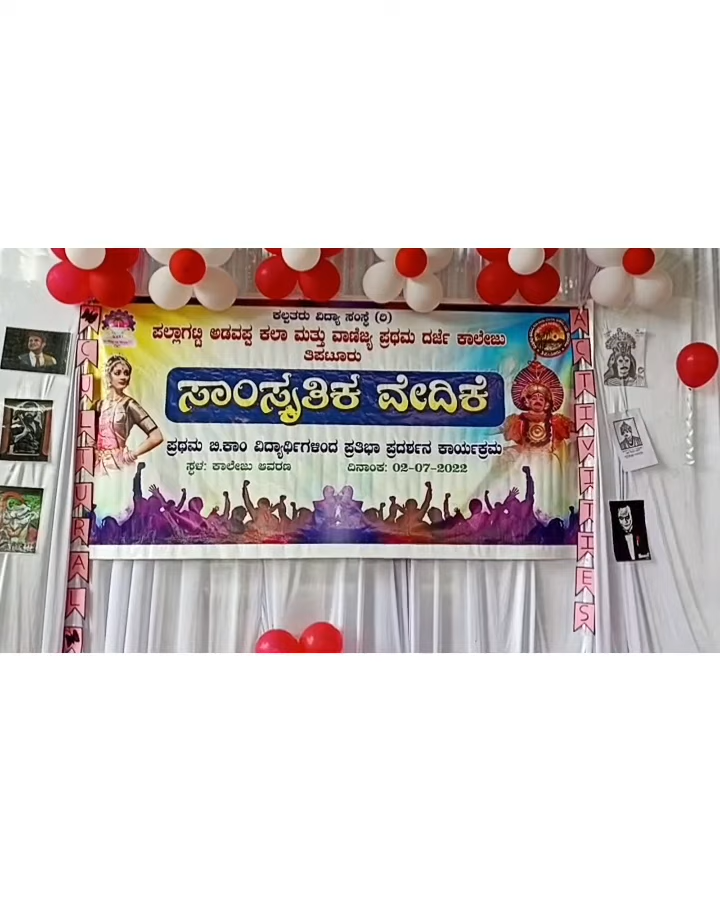 ಕಲ್ಪತರು ವಿದ್ಯಾ ಸಂಸ್ಥೆ (ರಿ)
ಪಲ್ಲಾಗಟ್ಟಿ ಅಡವಪ್ಪ ಕಲಾ ಮತ್ತು ವಾಣಿಜ್ಯ ಪ್ರಥಮ ದರ್ಜೆ ಕಾಲೇಜು
ತಿಪಟೂರು
ಸಾಂಸ್ಕೃತಿಕ ವೇದಿಕೆ
ಪ್ರಥಮ ಬಿ.ಕಾಂ ವಿದ್ಯಾರ್ಥಿಗಳಿಂದ ಪ್ರತಿಭಾ ಪ್ರದರ್ಶನ ಕಾರ್ಯಕ್ರಮ
ಸ್ಥಳ: ಕಾಲೇಜು ಆವರಣ ದಿನಾಂಕ: 02-07-2022
CULTURAL
ACTIVITIES